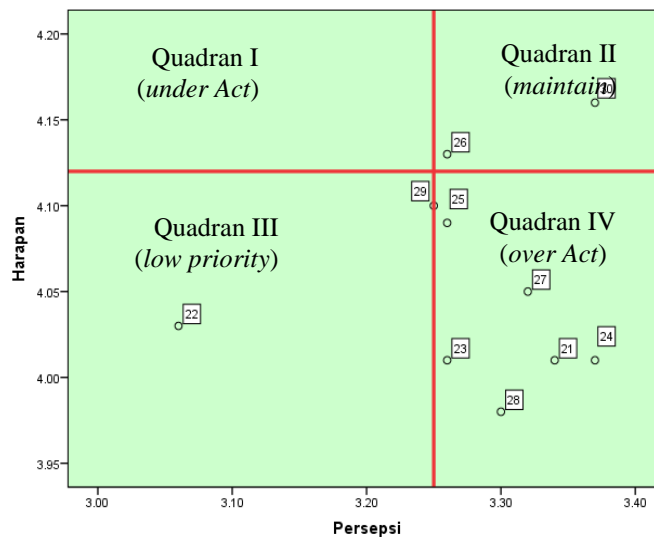 4.20
Quadran I
(under Act)
Quadran II
(maintain)
30
4.15
26
29
25
4.10
Quadran III
(low priority)
Quadran IV
(over Act)
27
4.05
22
23
21
24
4.00
28
3.95
Harapan
3.00
3.10
3.20
3.30
3.40
Persepsi